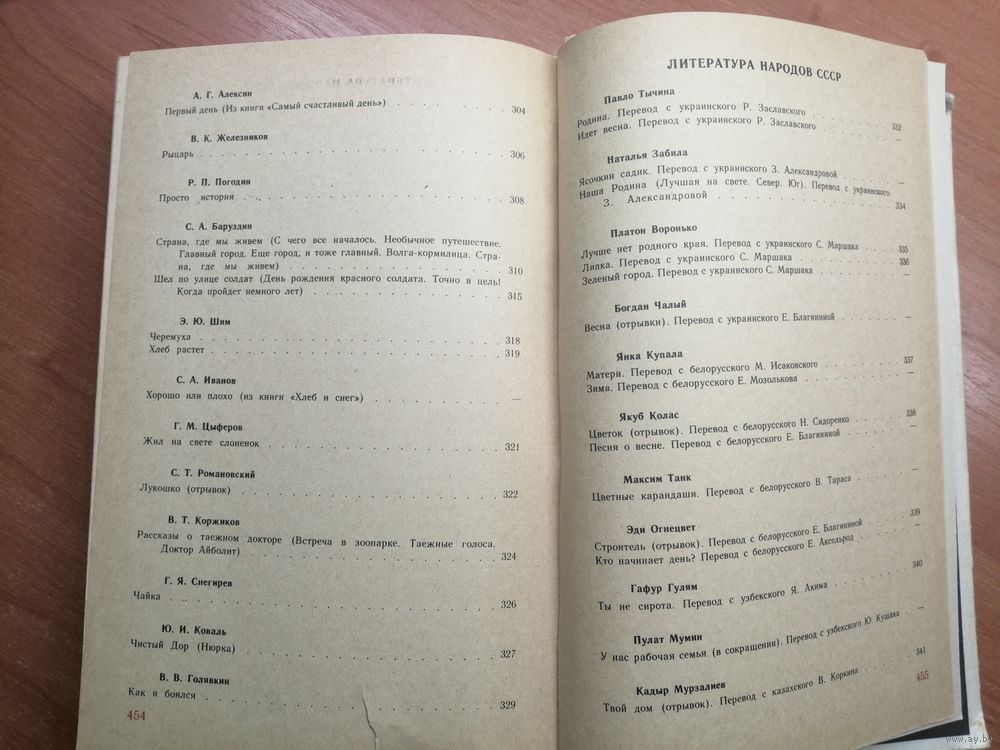 А. Г. Алексин
Первый день (Из книги «Самый счастливый день») . . . . . . . . 304
В. К. Железников
Рыцарь . . . . . . . . 306
Р. П. Погодин
Просто история . . . . . . . . 308
С. А. Баруздин
Страна, где мы живем (С чего все началось. Необычное путешествие.
Главный город. Еще город, и тоже главный. Волга-кормилица. Стра-
на, где мы живем) . . . . . . . . 310
Шел по улице солдат (День рождения красного солдата. Точно в цель!
Когда пройдет немного лет) . . . . . . . . 315
Э. Ю. Шим
Черемуха . . . . . . . . 318
Хлеб растет . . . . . . . . 319
С. А. Иванов
Хорошо или плохо (из книги «Хлеб и снег») . . . . . . . . —
Г. М. Цыферов
Жил на свете слоненок . . . . . . . . 321
С. Т. Романовский
Лукошко (отрывок) . . . . . . . . 322
В. Т. Коржиков
Рассказы о таежном докторе (Встреча в зоопарке. Таежные голоса.
Доктор Айболит) . . . . . . . . 324
Г. Я. Снегирев
Чайка . . . . . . . . 326
Ю. И. Коваль
Чистый Дор (Нюрка) . . . . . . . . 327
В. В. Голявкин
Как я боялся . . . . . . . . 329
454
ЛИТЕРАТУРА НАРОДОВ СССР
Павло Тычина
Родина. Перевод с украинского Р. Заславского . . . . 332
Идет весна. Перевод с украинского Р. Заславского . . . . —
Наталья Забила
Ясочкин садик. Перевод с украинского З. Александровой . . . . —
Наша Родина (Лучшая на свете. Север. Юг). Перевод с украинского
З. Александровой . . . . . . . . 334
Платон Воронько
Лучше нет родного края. Перевод с украинского С. Маршака . . 335
Липка. Перевод с украинского С. Маршака . . . . 336
Зеленый город. Перевод с украинского С. Маршака . . . . —
Богдан Чалый
Весна (отрывки). Перевод с украинского Е. Благининой . . . . —
Янка Купала
Матери. Перевод с белорусского М. Исаковского . . . . 337
Зима. Перевод с белорусского Е. Мозолькова . . . . —
Якуб Колас
Цветок (отрывок). Перевод с белорусского Н. Сидоренко . . . . 338
Песня о весне. Перевод с белорусского Е. Благининой . . . . —
Максим Танк
Цветные карандаши. Перевод с белорусского В. Тараса . . . . —
Эди Огнецвет
Строитель (отрывок). Перевод с белорусского Е. Благининой . . 339
Кто начинает день? Перевод с белорусского Е. Аксельрод . . . . —
Гафур Гулям
Ты не сирота. Перевод с узбекского Я. Акима . . . . 340
Пулат Мумин
У нас рабочая семья (в сокращении). Перевод с узбекского Ю. Кушака . —
Кадыр Мурзалиев
Твой дом (отрывок). Перевод с казахского В. Коркина . . . . 341
455
www.ay.by